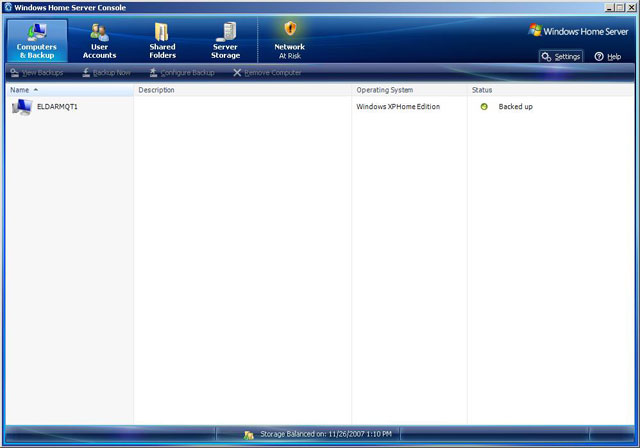 Windows Home Server Console
Computers & Backup
User Accounts
Shared Folders
Server Storage
Network At Risk
Windows Home Server
Settings
Help
View Backups
Backup Now
Configure Backup
Remove Computer
Name
Description
Operating System
Status
ELDARMQT1
Windows XPHome Edition
Backed up
Storage Balanced on: 11/26/2007 1:10 PM